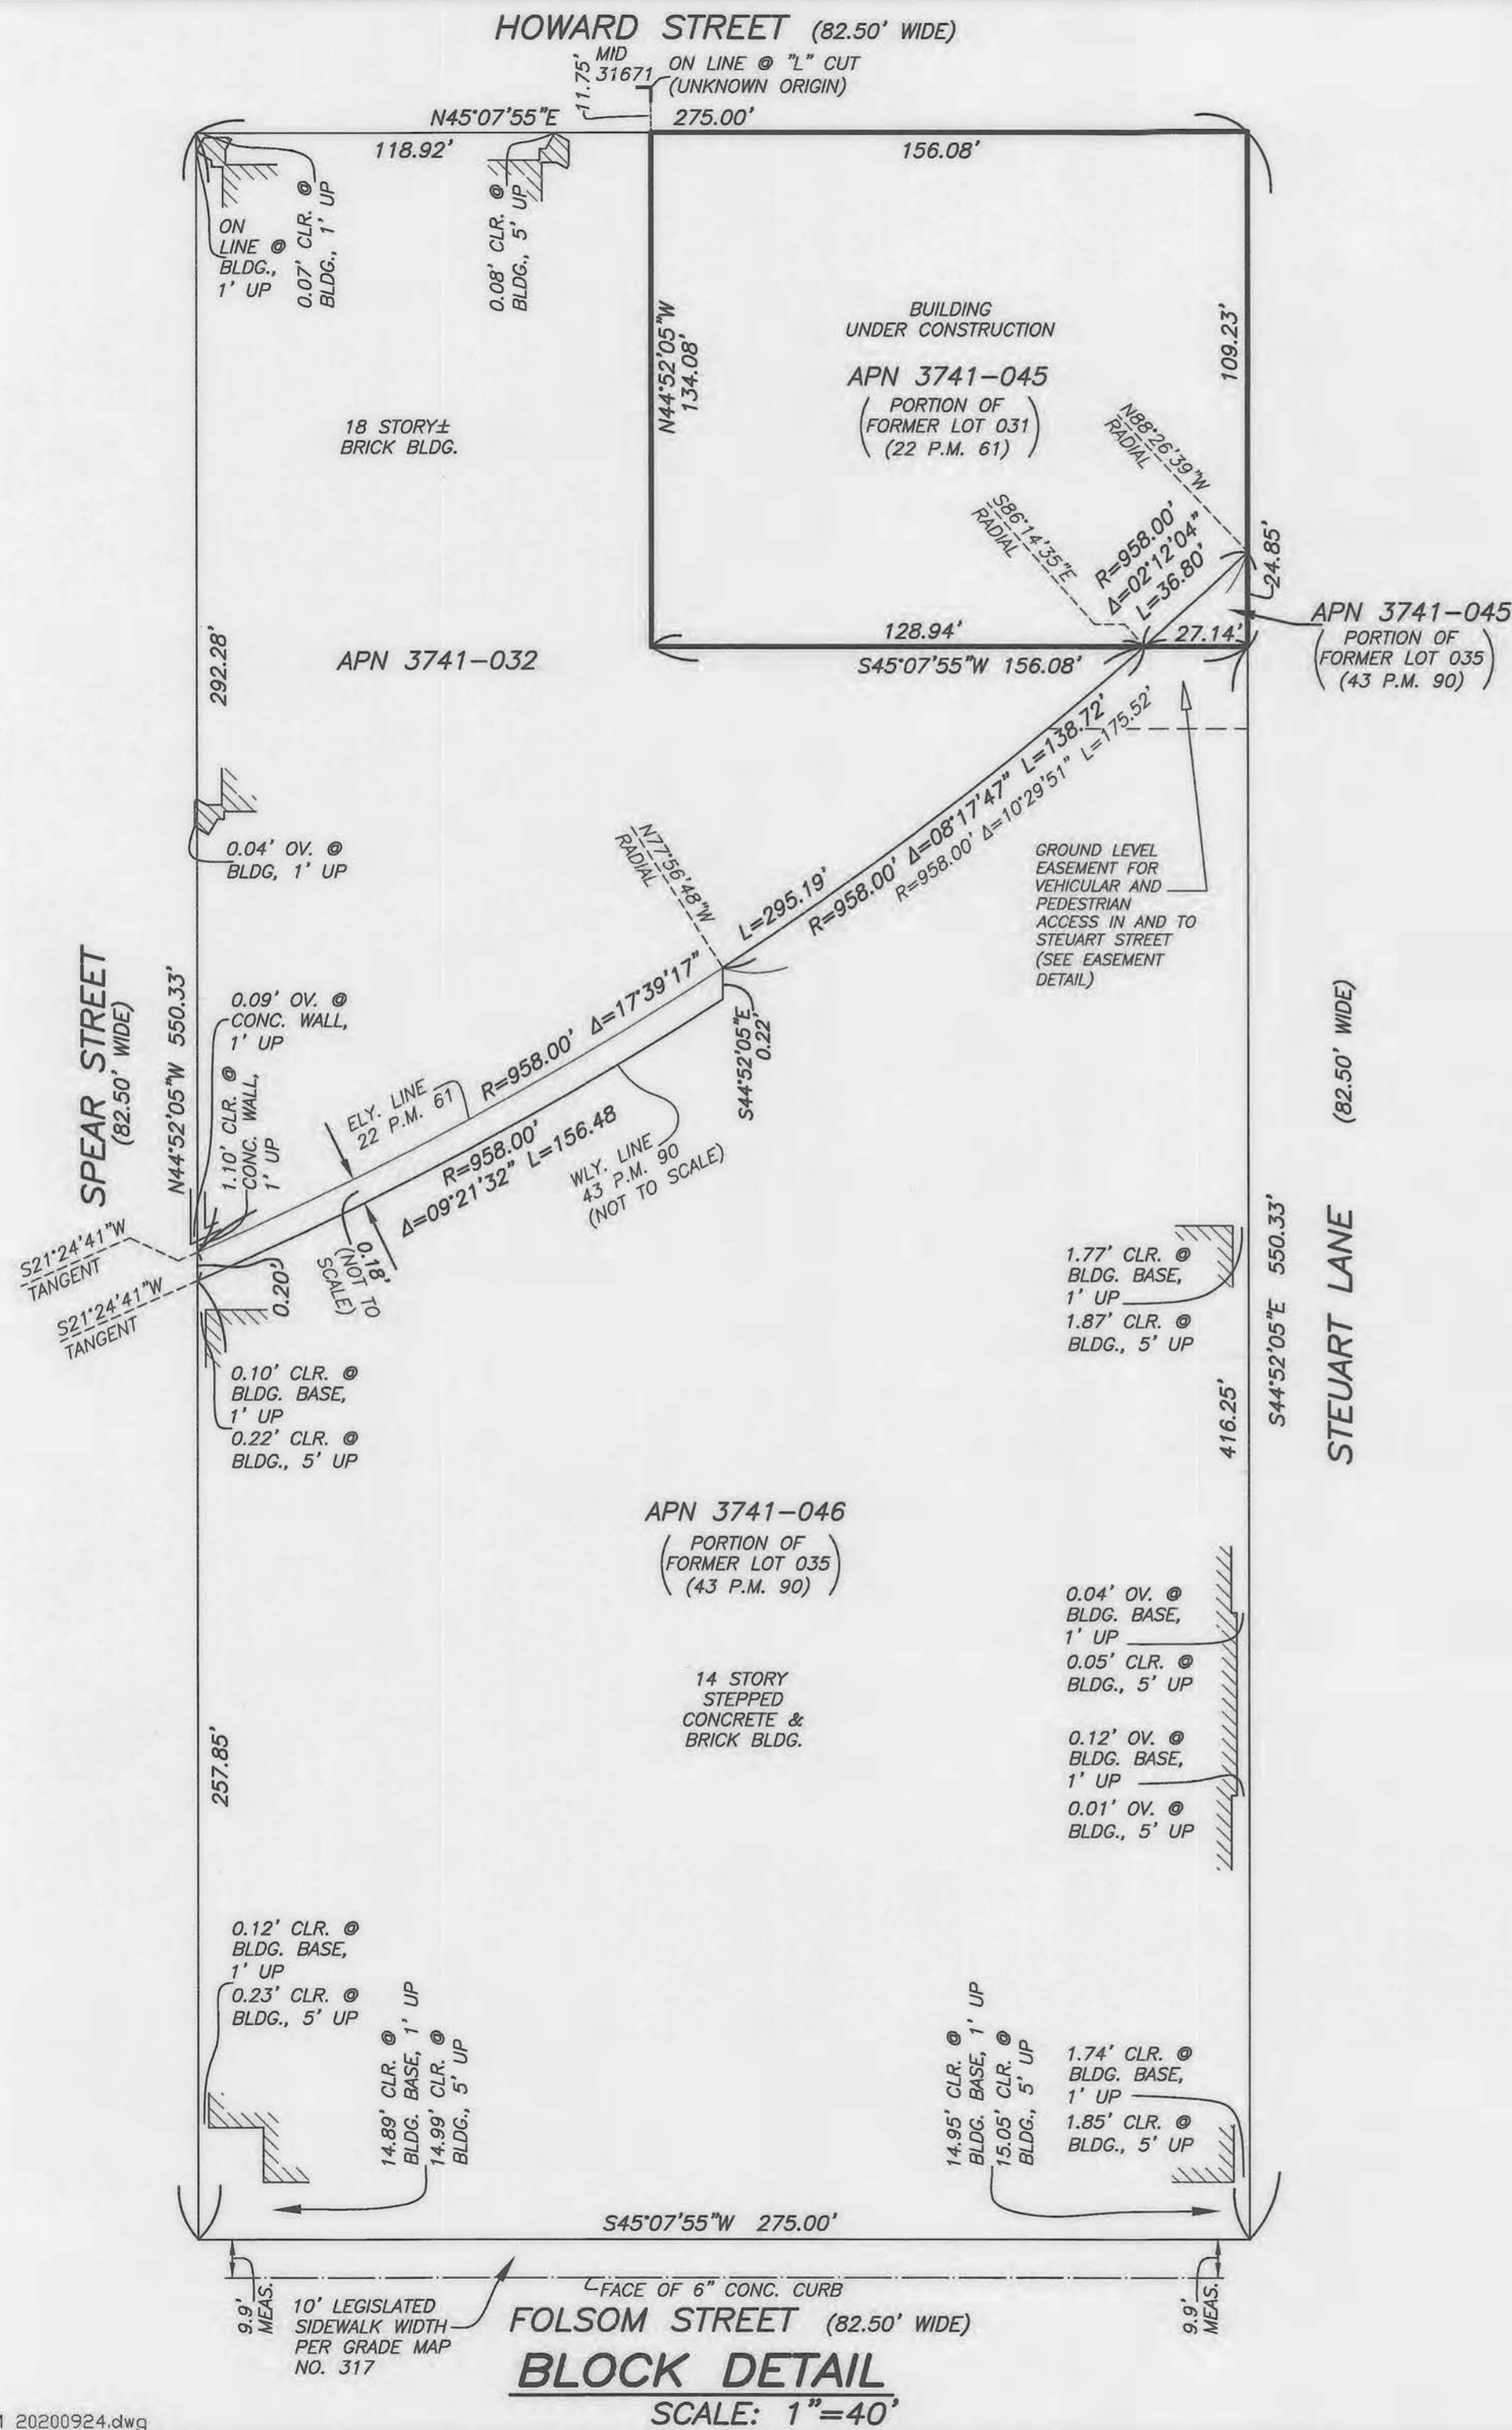 HOWARD STREET (82.50' WIDE)
11.75'
MID
31671
ON LINE @ "L" CUT
(UNKNOWN ORIGIN)
N45°07'55"E
275.00'
118.92'
156.08'
ON
LINE @
BLDG.,
1' UP
0.07' CLR. @
BLDG., 1' UP
0.08' CLR. @
BLDG., 5' UP
N44°52'05"W
134.08'
BUILDING
UNDER CONSTRUCTION
APN 3741-045
PORTION OF
FORMER LOT 031
(22 P.M. 61)
109.23'
18 STORY±
BRICK BLDG.
N88°26'39"W
RADIAL
S86°14'35"E
RADIAL
R=958.00'
Δ=02°12'04"
L=36.80'
24.85'
APN 3741-045
PORTION OF
FORMER LOT 035
(43 P.M. 90)
128.94'
27.14'
S45°07'55"W 156.08'
292.28'
APN 3741-032
0.04' OV. @
BLDG, 1' UP
N77°56'48"W
RADIAL
L=295.19'
R=958.00' Δ=08°17'47" L=138.72'
R=958.00' Δ=10°29'51" L=175.52'
GROUND LEVEL
EASEMENT FOR
VEHICULAR AND
PEDESTRIAN
ACCESS IN AND TO
STEUART STREET
(SEE EASEMENT
DETAIL)
SPEAR STREET
(82.50' WIDE)
N44°52'05"W 550.33'
0.09' OV. @
CONC. WALL,
1' UP
1.10' CLR. @
CONC. WALL,
1' UP
ELY. LINE
22 P.M. 61
R=958.00' Δ=17°39'17"
S44°52'05"E
0.22'
R=958.00'
Δ=09°21'32" L=156.48
WLY. LINE
43 P.M. 90
(NOT TO SCALE)
S21°24'41"W
TANGENT
S21°24'41"W
TANGENT
0.20'
0.18'
(NOT TO
SCALE)
0.10' CLR. @
BLDG. BASE,
1' UP
0.22' CLR. @
BLDG., 5' UP
1.77' CLR. @
BLDG. BASE,
1' UP
1.87' CLR. @
BLDG., 5' UP
416.25'
S44°52'05"E 550.33'
STEUART LANE (82.50' WIDE)
APN 3741-046
PORTION OF
FORMER LOT 035
(43 P.M. 90)
0.04' OV. @
BLDG. BASE,
1' UP
0.05' CLR. @
BLDG., 5' UP
14 STORY
STEPPED
CONCRETE &
BRICK BLDG.
0.12' OV. @
BLDG. BASE,
1' UP
0.01' OV. @
BLDG., 5' UP
257.85'
0.12' CLR. @
BLDG. BASE,
1' UP
0.23' CLR. @
BLDG., 5' UP
14.89' CLR. @
BLDG. BASE, 1' UP
14.99' CLR. @
BLDG., 5' UP
14.95' CLR. @
BLDG. BASE, 1' UP
15.05' CLR. @
BLDG., 5' UP
1.74' CLR. @
BLDG. BASE,
1' UP
1.85' CLR. @
BLDG., 5' UP
S45°07'55"W 275.00'
9.9'
MEAS.
FACE OF 6" CONC. CURB
9.9'
MEAS.
10' LEGISLATED
SIDEWALK WIDTH
PER GRADE MAP
NO. 317
FOLSOM STREET (82.50' WIDE)
BLOCK DETAIL
SCALE: 1"=40'
20200924.dwg